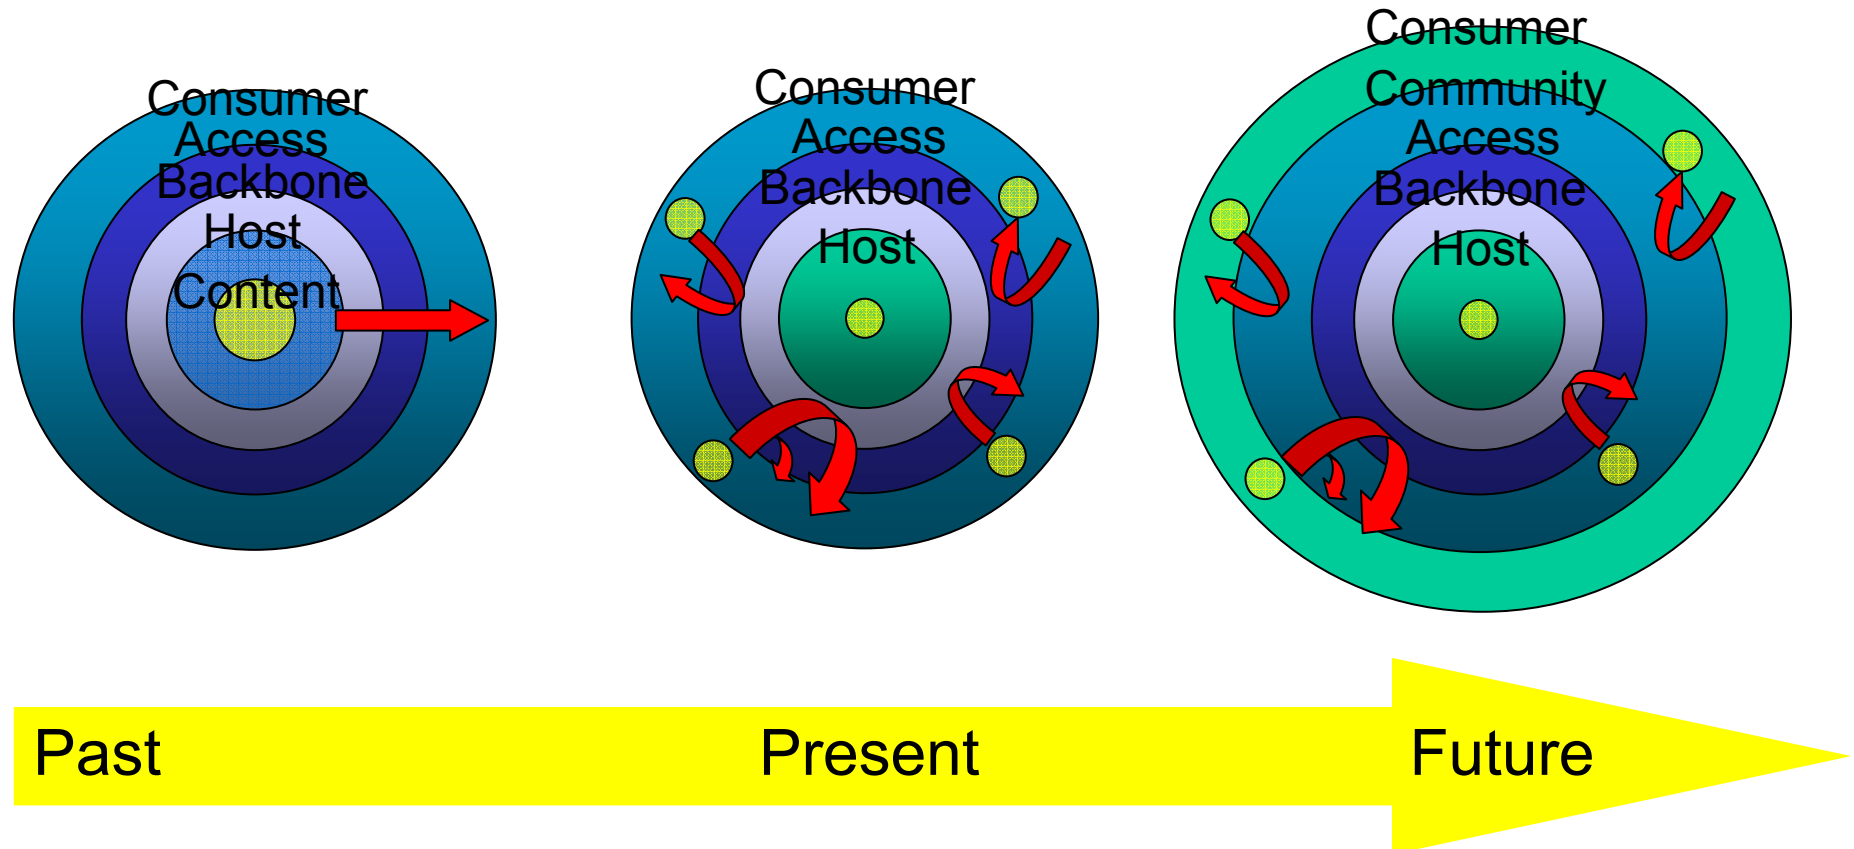 Consumer
Access
Backbone
Host
Content
Consumer
Access
Backbone
Host
Consumer
Community
Access
Backbone
Host
Past
Present
Future